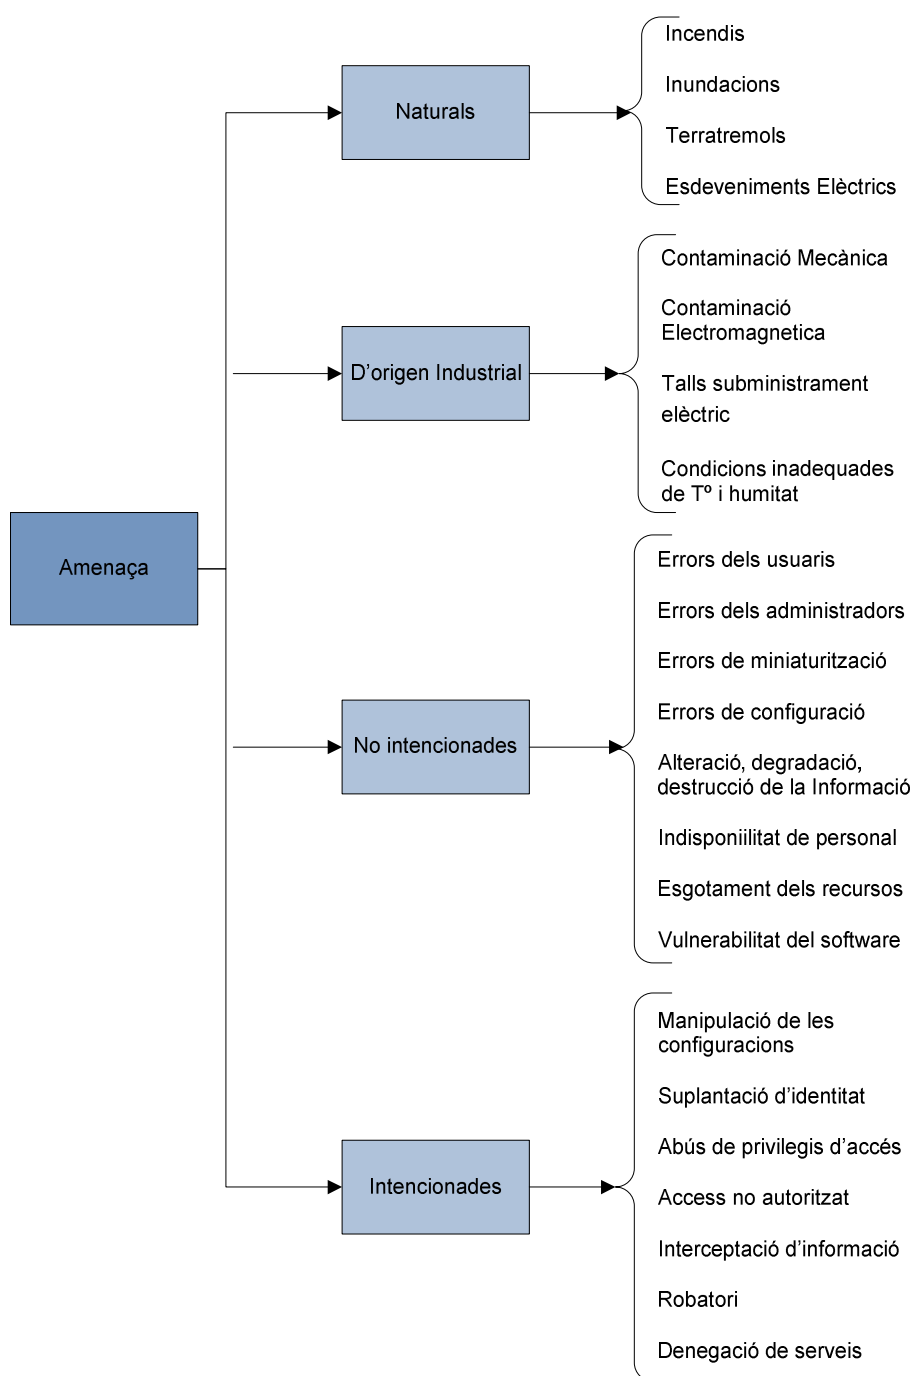 Amenaça
Naturals
Incendis
Inundacions
Terratremols
Esdeveniments Elèctrics
D’origen Industrial
Contaminació Mecànica
Contaminació
Electromagnetica
Talls subministrament
elèctric
Condicions inadequades
de Tº i humitat
No intencionades
Errors dels usuaris
Errors dels administradors
Errors de miniaturització
Errors de configuració
Alteració, degradació,
destrucció de la Informació
Indisponiilitat de personal
Esgotament dels recursos
Vulnerabilitat del software
Intencionades
Manipulació de les
configuracions
Suplantació d’identitat
Abús de privilegis d’accés
Access no autoritzat
Interceptació d’informació
Robatori
Denegació de serveis